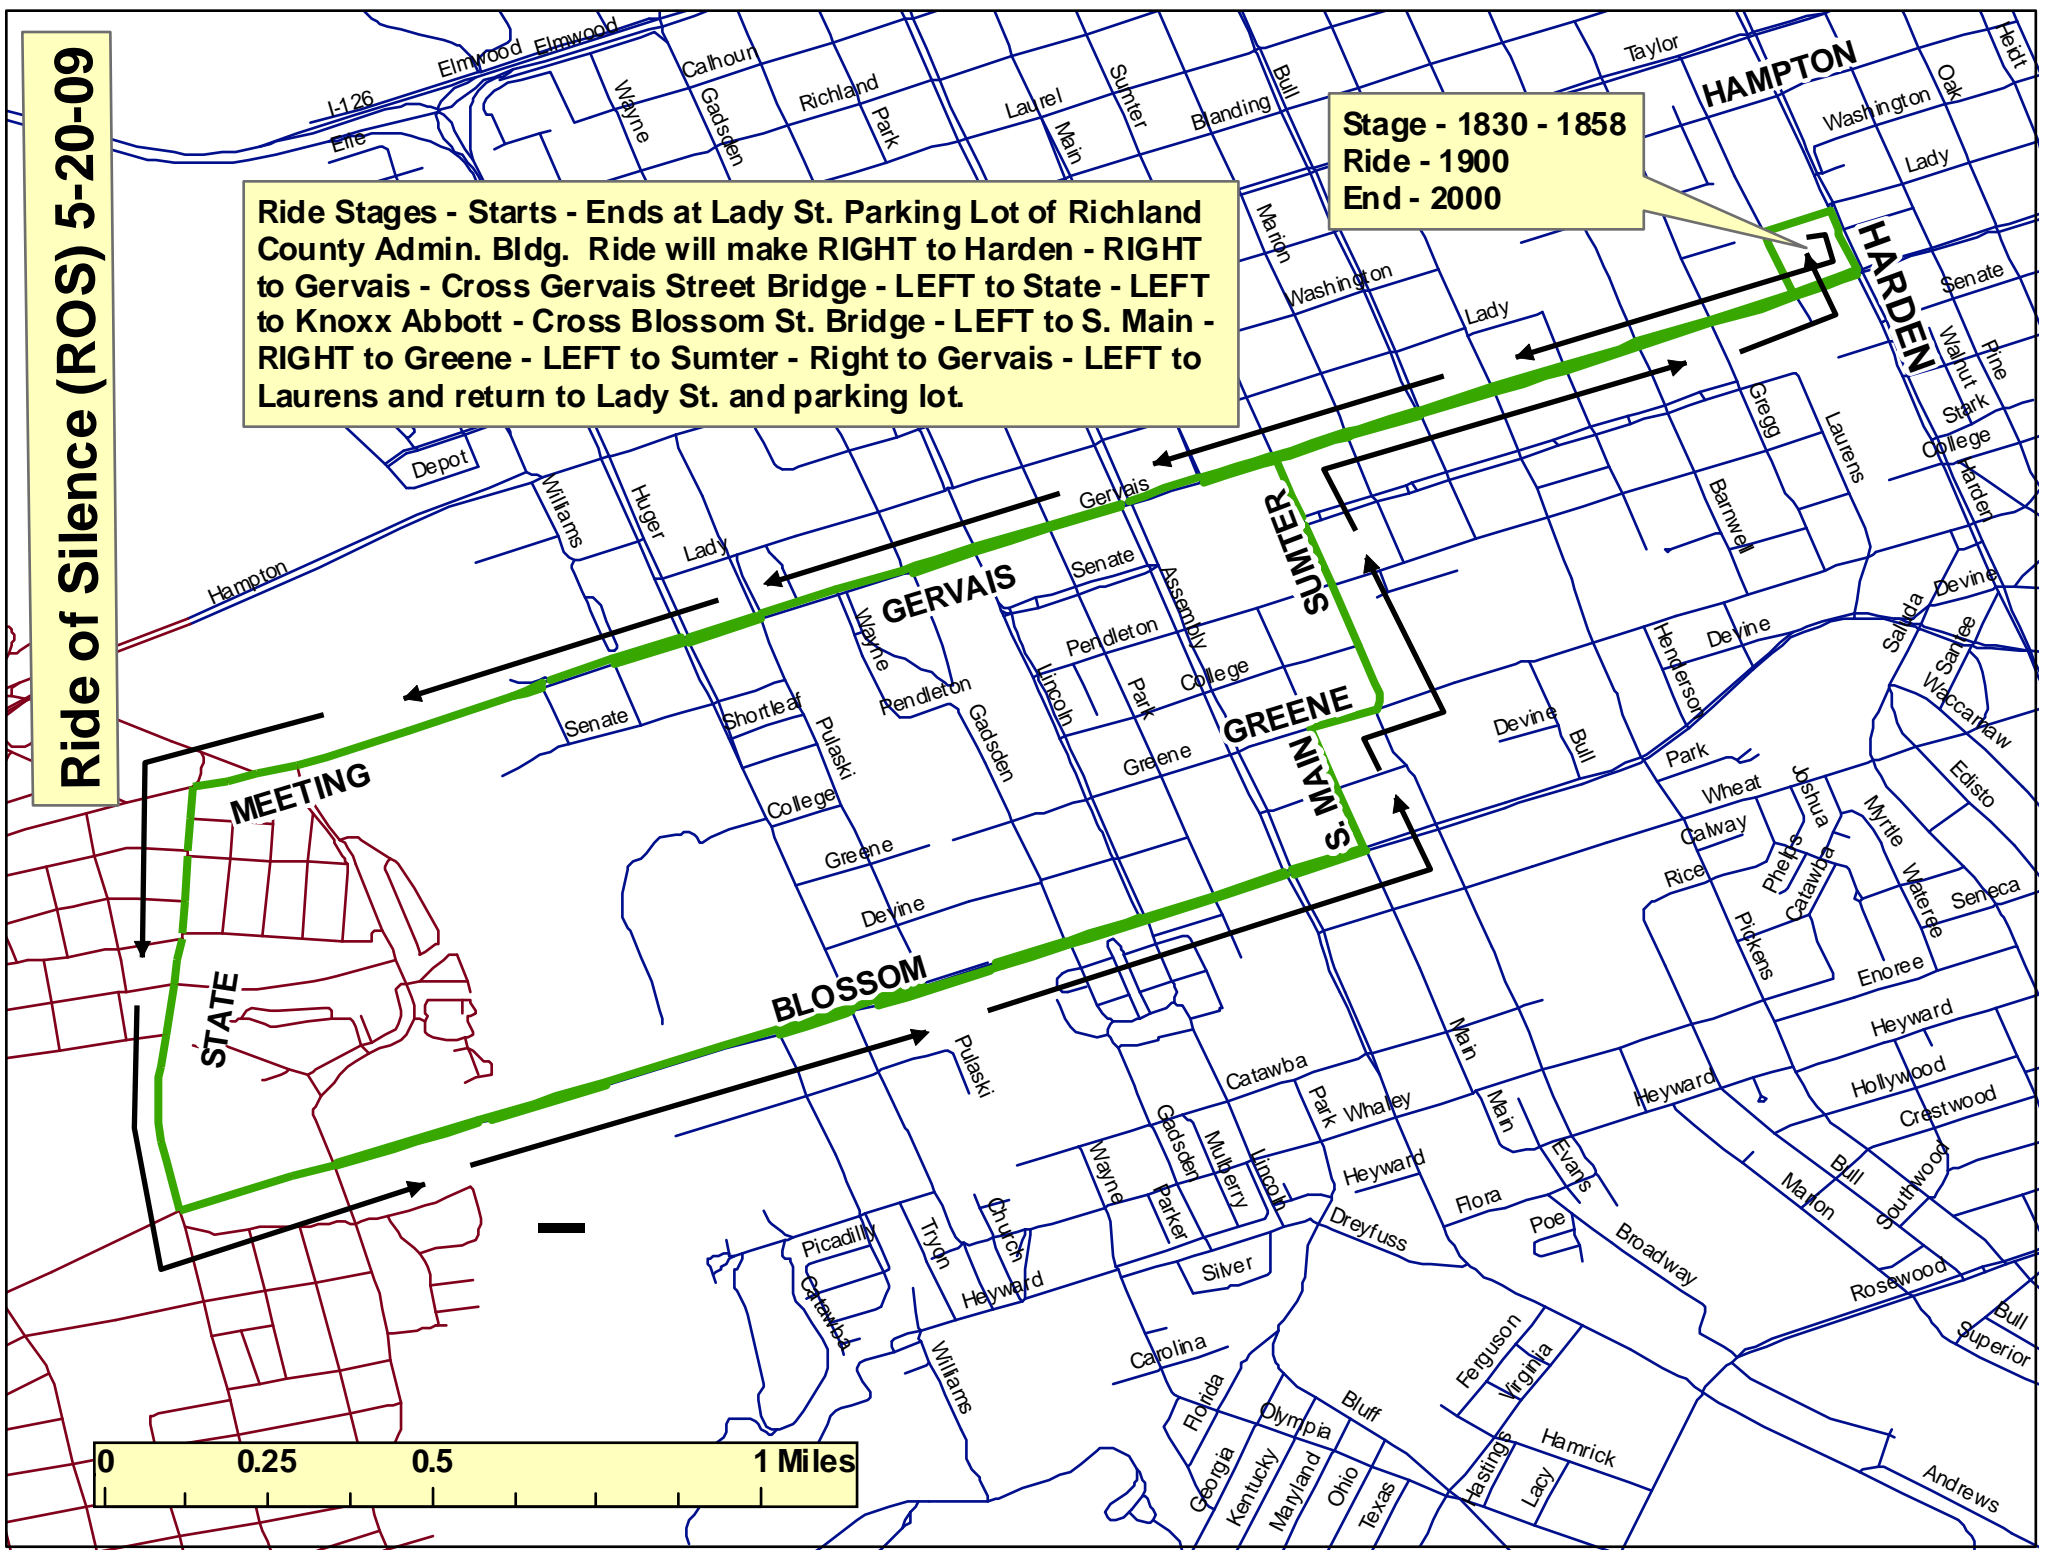 Ride of Silence (ROS) 5-20-09
Ride Stages - Starts - Ends at Lady St. Parking Lot of Richland
County Admin. Bldg.  Ride will make RIGHT to Harden - RIGHT
to Gervais - Cross Gervais Street Bridge - LEFT to State - LEFT
to Knoxx Abbott - Cross Blossom St. Bridge - LEFT to S. Main -
RIGHT to Greene - LEFT to Sumter - Right to Gervais - LEFT to
Laurens and return to Lady St. and parking lot.
Stage - 1830 - 1858
Ride - 1900
End - 2000
Elmwood
Elmwood
I-126
Calhoun
Wayne
Gadsden
Richland
Park
Laurel
Main
Sumter
Blanding
Bull
Taylor
HAMPTON
Heidt
Oak
Washington
Lady
HARDEN
Senate
Walnut
Pine
Stark
College
Harden
Marion
Washington
Lady
Gregg
Laurens
Barnwell
Depot
Williams
Huger
Lady
Hampton
Gervais
GERVAIS
Senate
Assembly
SUMTER
Wayne
Pendleton
Pendleton
Lincoln
Park
College
Gadsden
Senate
Shortleaf
Pulaski
MEETING
College
Greene
Greene
GREENE
S. MAIN
Devine
Bull
Henderson
Devine
Saluda
Devine
Santee
Waccamaw
Edisto
Park
Wheat
Joshua
Calway
Phelps
Catawba
Myrtle
Rice
Wateree
Seneca
Pickens
Enoree
Heyward
Hollywood
Crestwood
Southwood
Devine
BLOSSOM
STATE
Pulaski
Catawba
Park
Whaley
Main
Main
Heyward
Evans
Heyward
Flora
Poe
Broadway
Marion
Bull
Rosewood
Bull
Superior
Gadsden
Mulberry
Lincoln
Wayne
Parker
Church
Tryon
Picadilly
Catawba
Heyward
Silver
Dreyfuss
Williams
Carolina
Florida
Georgia
Olympia
Bluff
Kentucky
Maryland
Ohio
Texas
Ferguson
Virginia
Hastings
Lacy
Hamrick
Andrews
0 0.25 0.5 1 Miles